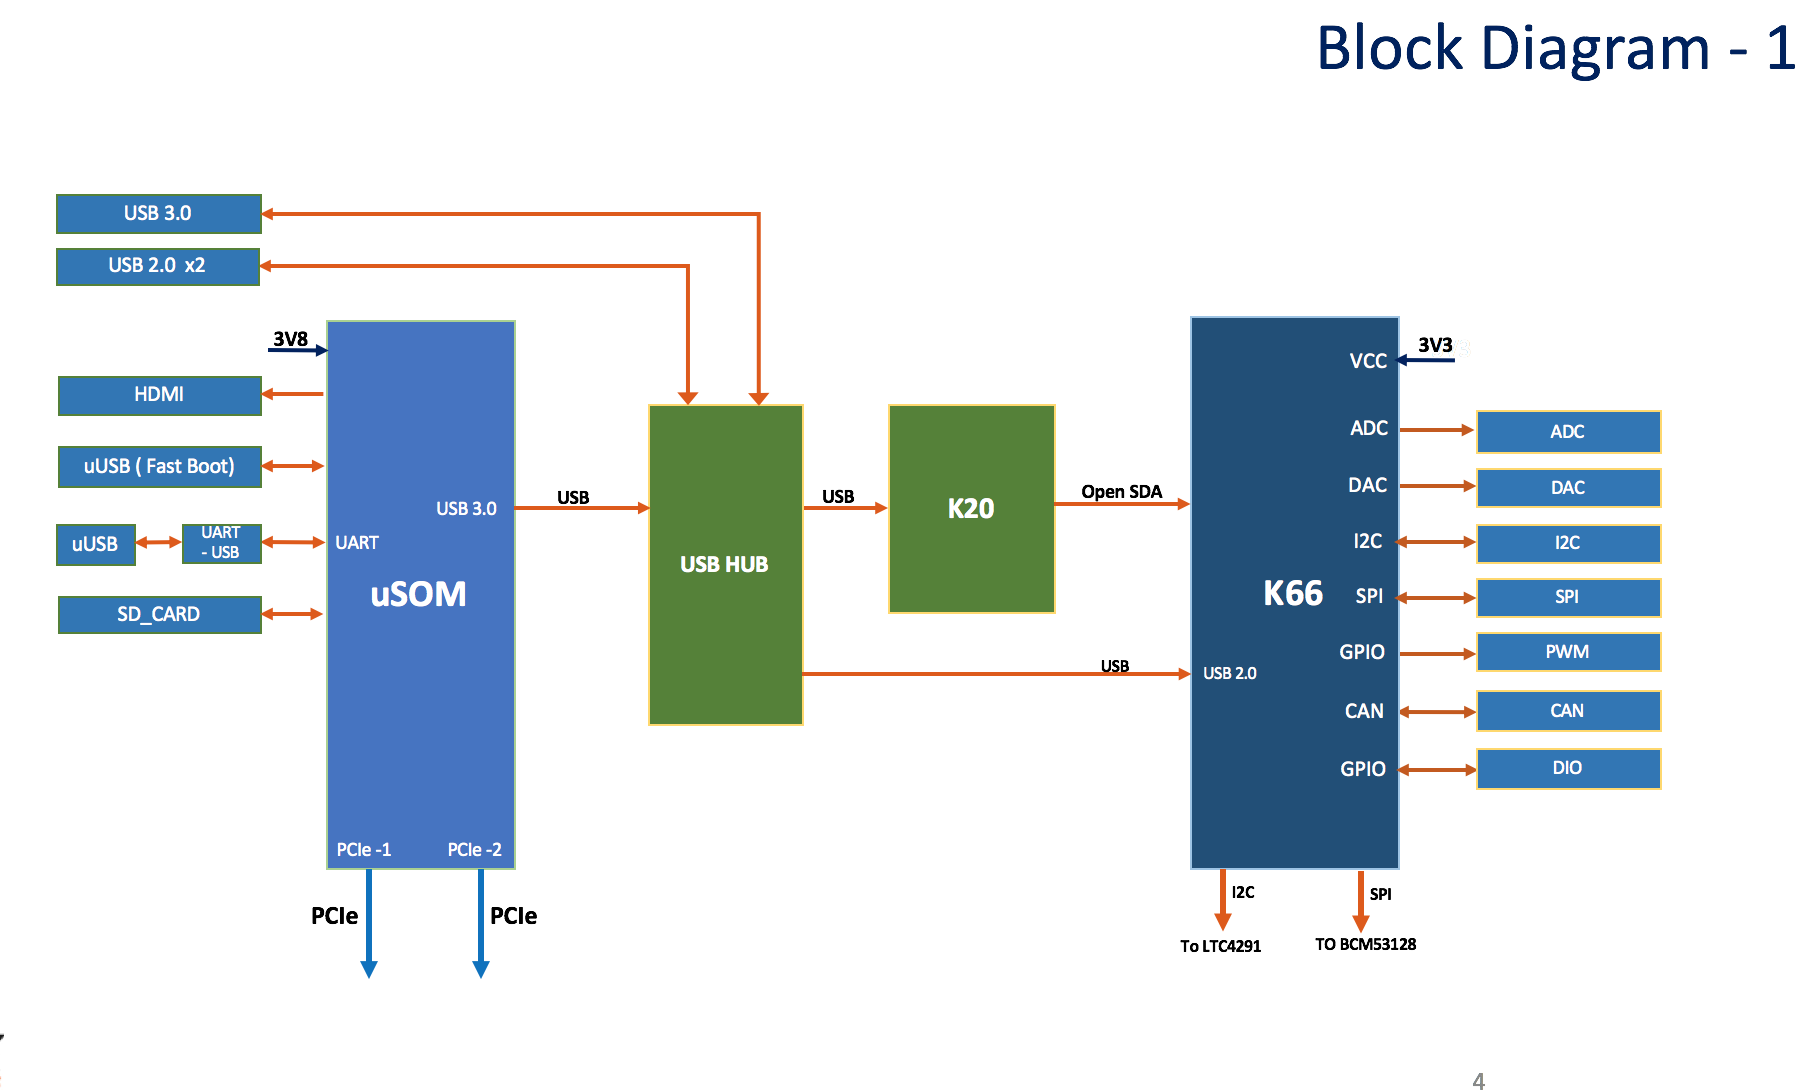 Block Diagram - 1
USB 3.0
USB 2.0  x2
3V8
HDMI
uUSB ( Fast Boot)
uUSB
UART
- USB
SD_CARD
USB 3.0
UART
uSOM
PCIe -1
PCIe -2
PCIe
PCIe
USB
USB HUB
USB
K20
Open SDA
USB
K66
USB 2.0
VCC
ADC
DAC
I2C
SPI
GPIO
CAN
GPIO
3V3
ADC
DAC
I2C
SPI
PWM
CAN
DIO
I2C
To LTC4291
SPI
TO BCM53128
4